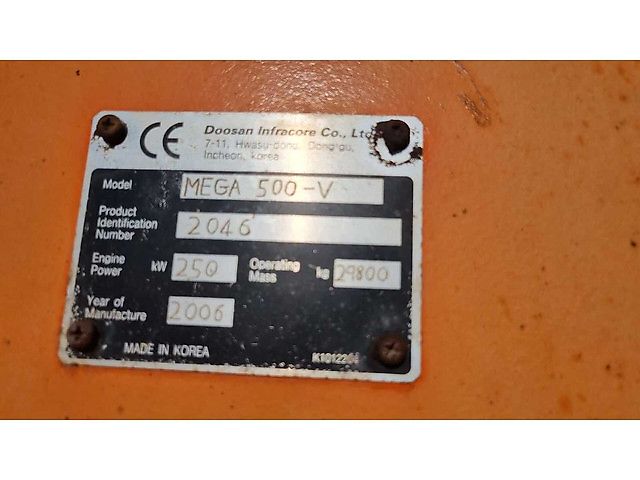 CE Doosan Infracore Co., Ltd
7-11, Hwasu-dong, Dong-gu,
Incheon, Korea
Model MEGA 500-V
Product Identification Number 2046
Engine Power kW 250 Operating Mass kg 29800
Year of Manufacture 2006
MADE IN KOREA